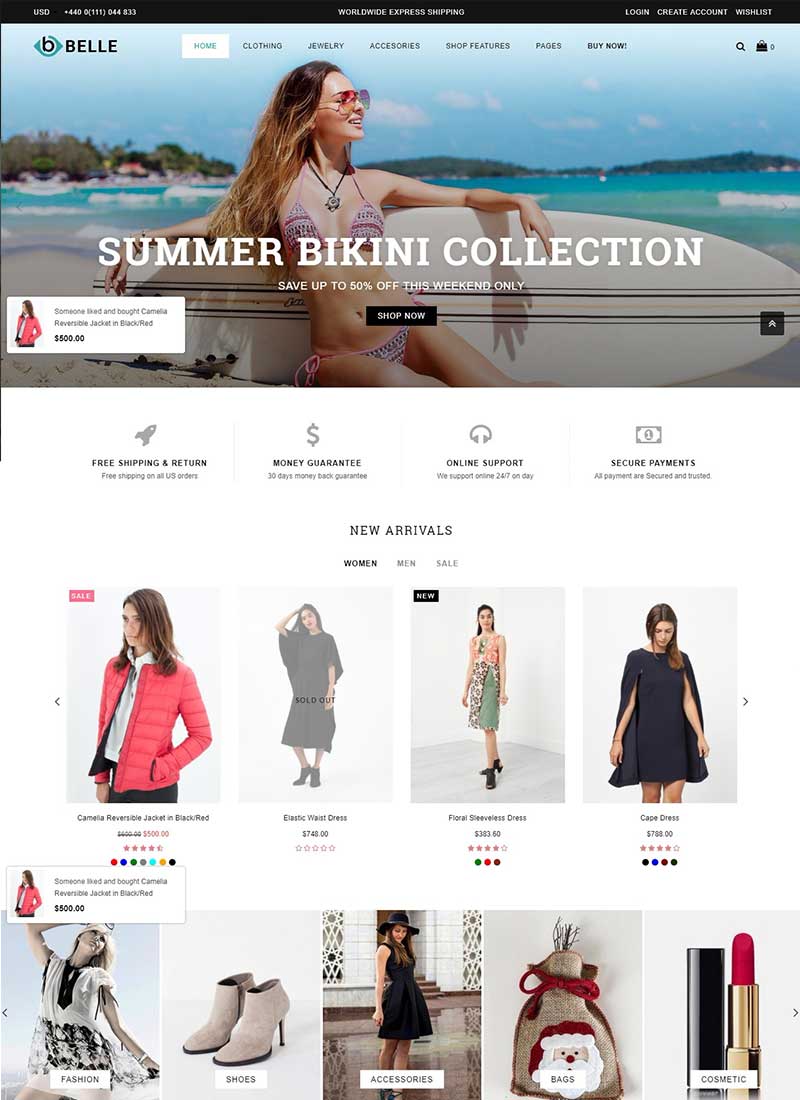 USD +440 0(111) 044 833 WORLDWIDE EXPRESS SHIPPING LOGIN CREATE ACCOUNT WISHLIST
b BELLE HOME CLOTHING JEWELRY ACCESORIES SHOP FEATURES PAGES BUY NOW! 0
SUMMER BIKINI COLLECTION
SAVE UP TO 50% OFF THIS WEEKEND ONLY
SHOP NOW
Someone liked and bought Camelia
Reversible Jacket in Black/Red
$500.00
FREE SHIPPING & RETURN
Free shipping on all US orders
MONEY GUARANTEE
30 days money back guarantee
ONLINE SUPPORT
We support online 24/7 on day
SECURE PAYMENTS
All payment are Secured and trusted.
NEW ARRIVALS
WOMEN MEN SALE
SALE
Camelia Reversible Jacket in Black/Red
$600.00 $500.00
SOLD OUT
Elastic Waist Dress
$748.00
NEW
Floral Sleeveless Dress
$383.60
Cape Dress
$788.00
Someone liked and bought Camelia
Reversible Jacket in Black/Red
$500.00
FASHION SHOES ACCESSORIES BAGS COSMETIC